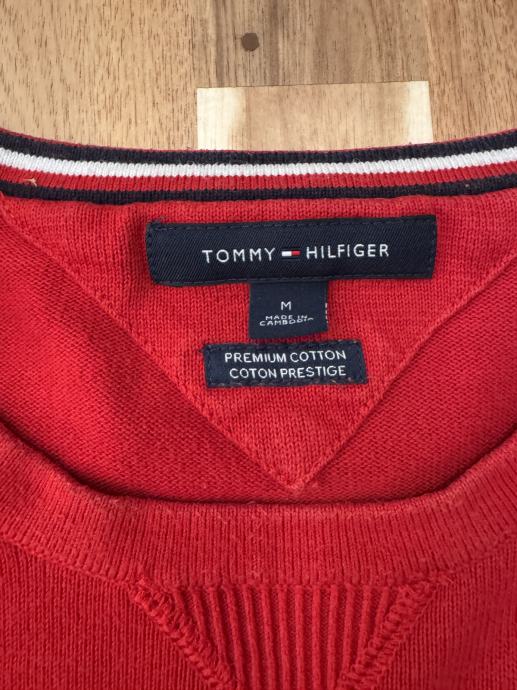 TOMMY HILFIGER
M
MADE IN
CAMBODIA
PREMIUM COTTON
COTON PRESTIGE